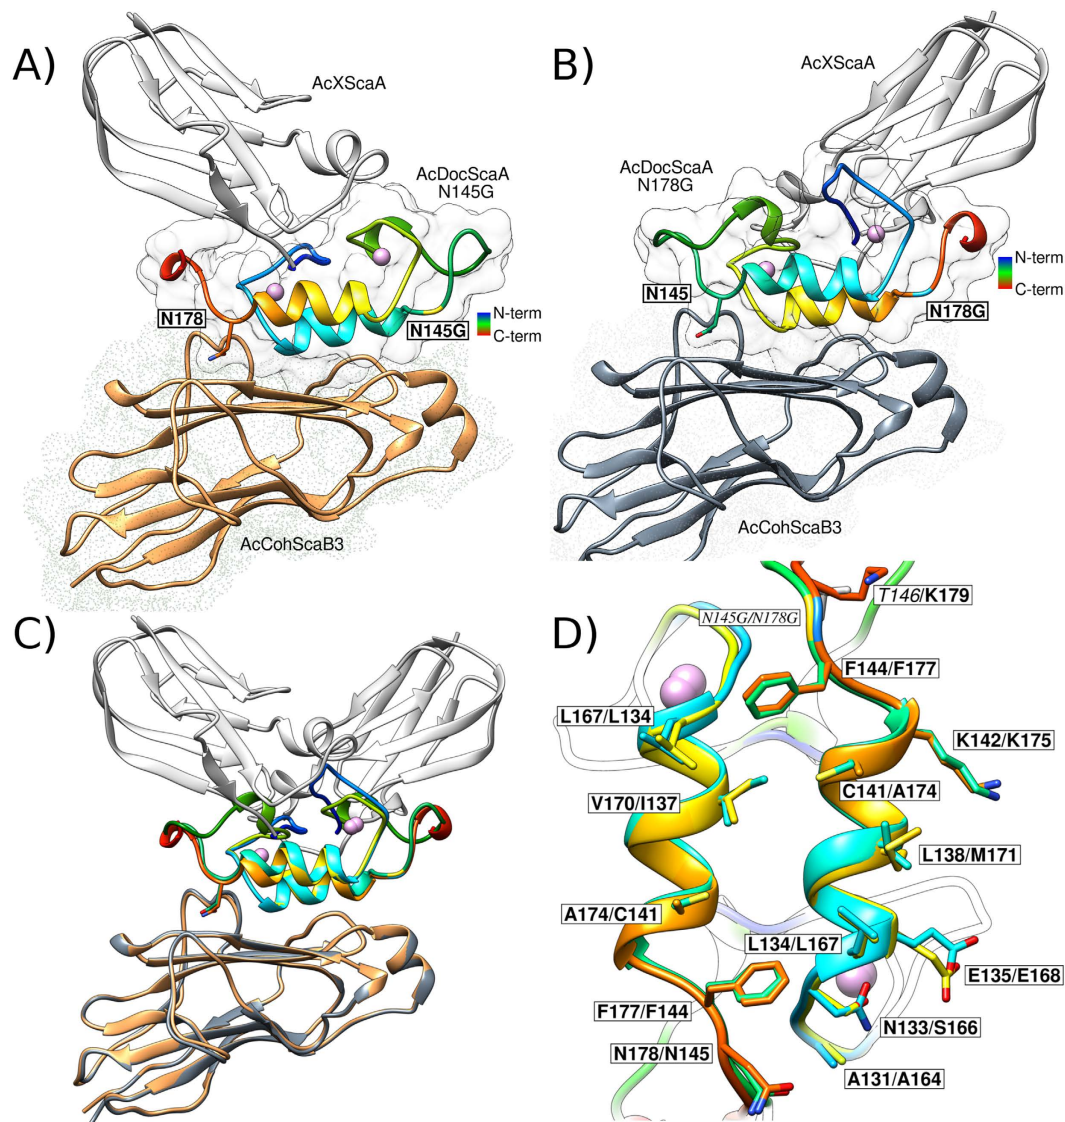 A)
AcXScaA
AcDocScaA
N145G
N178
N145G
N-term
C-term
AcCohScaB3
B)
AcXScaA
AcDocScaA
N178G
N145
N178G
N-term
C-term
AcCohScaB3
C)
D)
T146/K179
N145G/N178G
F144/F177
L167/L134
K142/K175
V170/I137
C141/A174
L138/M171
A174/C141
L134/L167
E135/E168
F177/F144
N133/S166
N178/N145
A131/A164